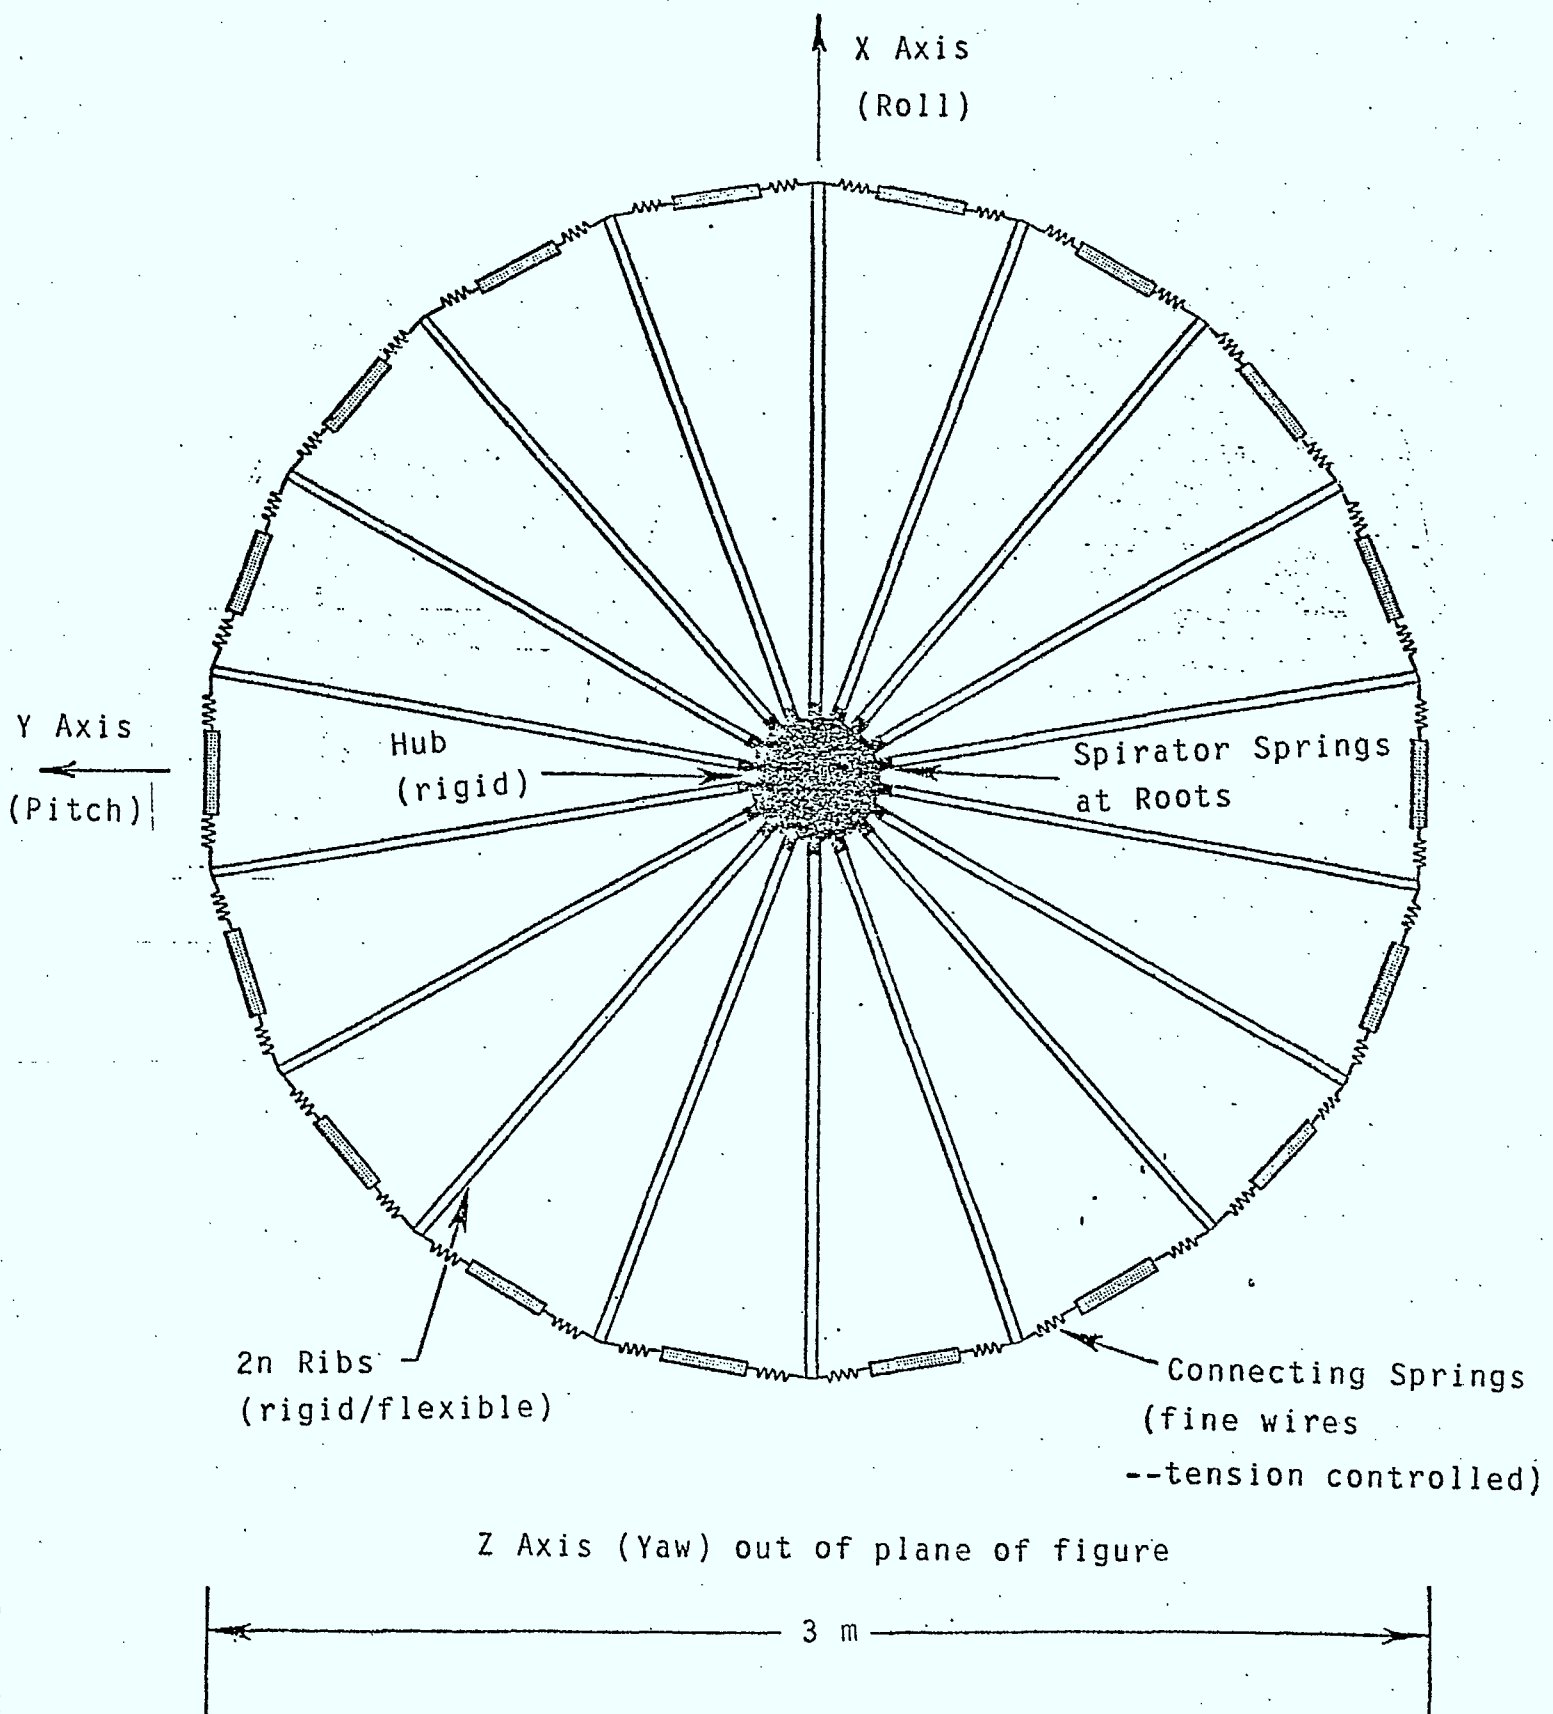 X Axis
(Roll)
Y Axis
(Pitch)
Hub
(rigid)
Spirator Springs
at Roots
2n Ribs
(rigid/flexible)
Connecting Springs
(fine wires
--tension controlled)
Z Axis (Yaw) out of plane of figure
3 m